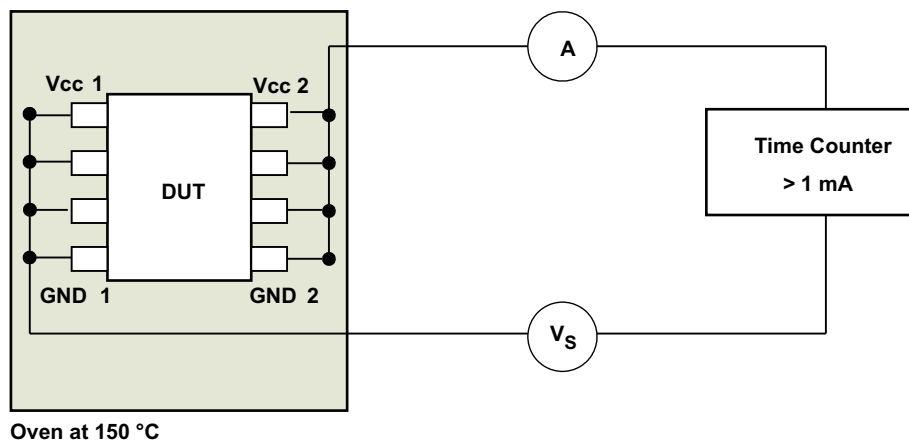 A
Vcc 1
Vcc 2
Time Counter
> 1 mA
DUT
GND 1
GND 2
VS
Oven at 150 °C